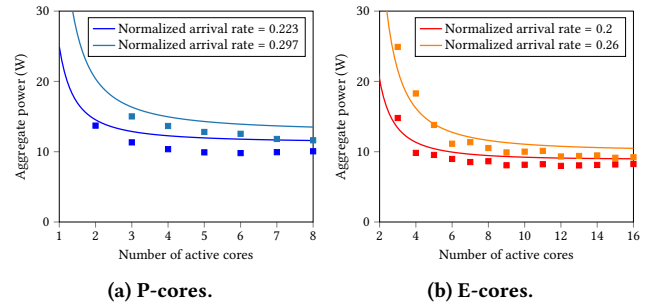 30
20
10
0
1
2
3
4
5
6
7
8
Aggregate power (W)
Number of active cores
Normalized arrival rate = 0.223
Normalized arrival rate = 0.297
(a) P-cores.
30
20
10
0
2
4
6
8
10
12
14
16
Aggregate power (W)
Number of active cores
Normalized arrival rate = 0.2
Normalized arrival rate = 0.26
(b) E-cores.